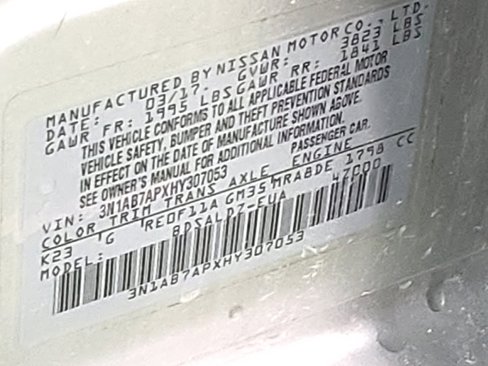 MANUFACTURED BY NISSAN MOTOR CO., LTD.
DATE: 03/17. GVWR: 3823 LBS
GAWR FR: 1995 LBS GAWR RR: 1841 LBS
THIS VEHICLE CONFORMS TO ALL APPLICABLE FEDERAL MOTOR
VEHICLE SAFETY, BUMPER AND THEFT PREVENTION STANDARDS
IN EFFECT ON THE DATE OF MANUFACTURE SHOWN ABOVE.
SEE OWNER'S MANUAL FOR ADDITIONAL INFORMATION.
VIN: 3N1AB7APXHY307053 PASSENGER CAR.
COLOR TRIM TRANS AXLE ENGINE
K23 G REOF11A GM35 MRA8DE 1798 CC
MODEL: BDSALDZ-EUA
3N1AB7APXHY307053